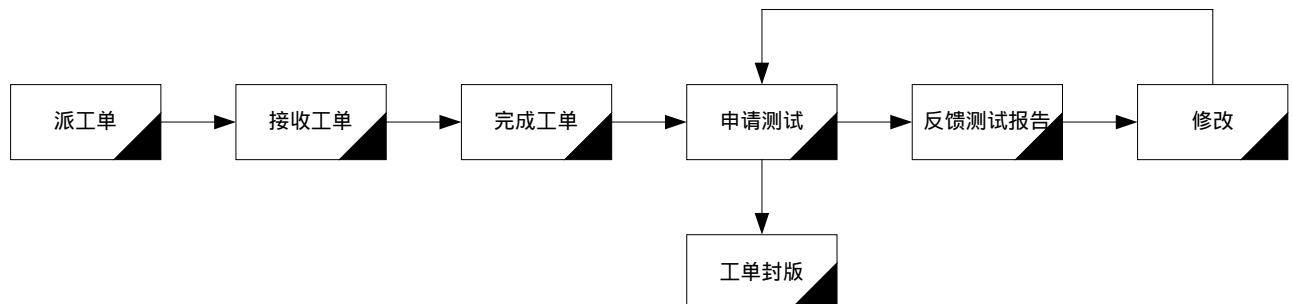 派工单
接收工单
完成工单
申请测试
反馈测试报告
修改
工单封版